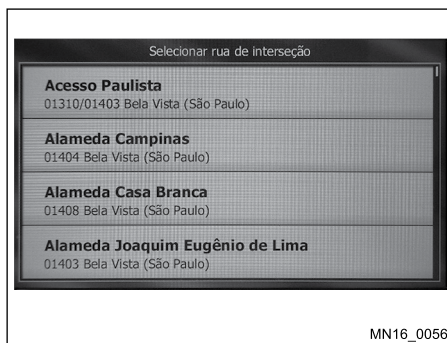 Selecionar rua de interseção
Acesso Paulista
01310/01403 Bela Vista (São Paulo)
Alameda Campinas
01404 Bela Vista (São Paulo)
Alameda Casa Branca
01408 Bela Vista (São Paulo)
Alameda Joaquim Eugênio de Lima
01403 Bela Vista (São Paulo)
MN16_0056